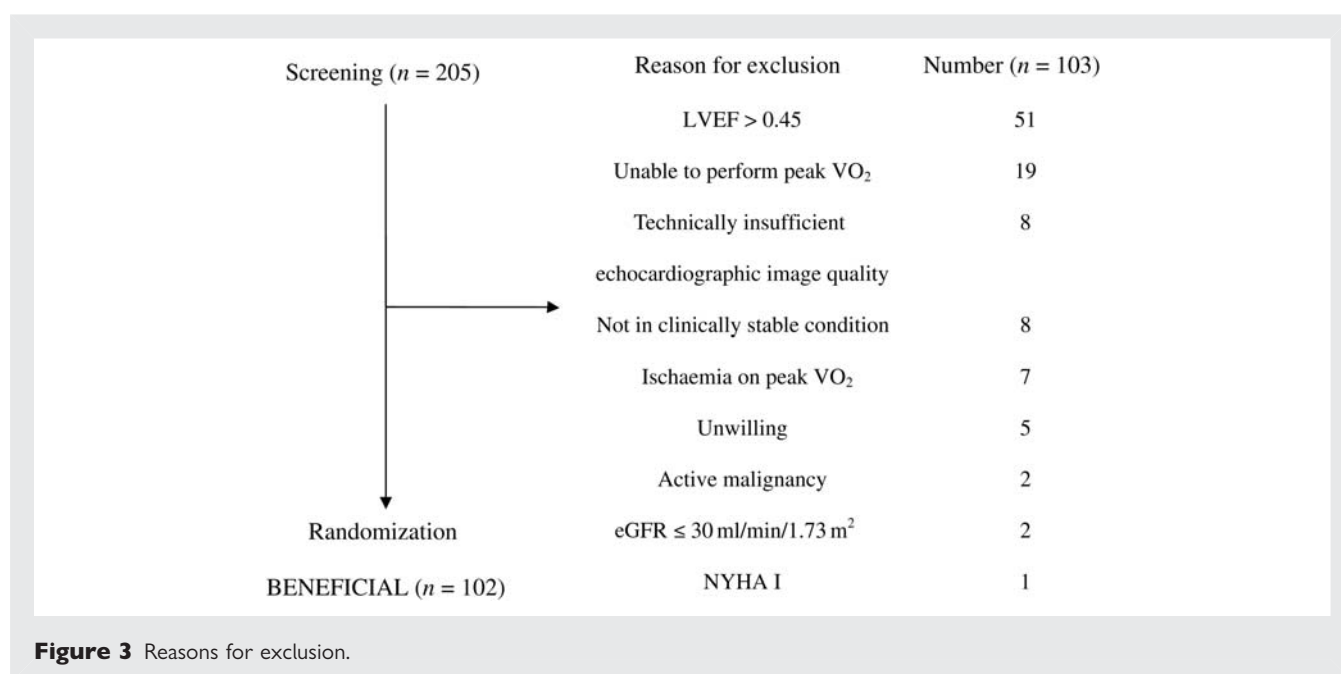 Screening (n = 205)
Reason for exclusion Number (n = 103)
LVEF > 0.45 51
Unable to perform peak VO₂ 19
Technically insufficient 8
echocardiographic image quality
Not in clinically stable condition 8
Ischaemia on peak VO₂ 7
Unwilling 5
Active malignancy 2
Randomization
eGFR ≤ 30 ml/min/1.73 m² 2
BENEFICIAL (n = 102)
NYHA I 1
Figure 3 Reasons for exclusion.